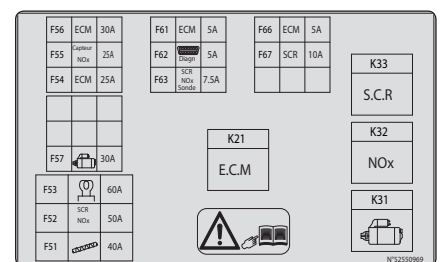 F56 ECM 30A
F55 Capteur NOx 25A
F54 ECM 25A
F57 30A
F53 60A
F52 SCR NOx 50A
F51 40A
F61 ECM 5A
F62 Diagn 5A
F63 SCR NOx Sonde 7.5A
F66 ECM 5A
F67 SCR 10A
K21
E.C.M
K33
S.C.R
K32
NOx
K31
N°52550969